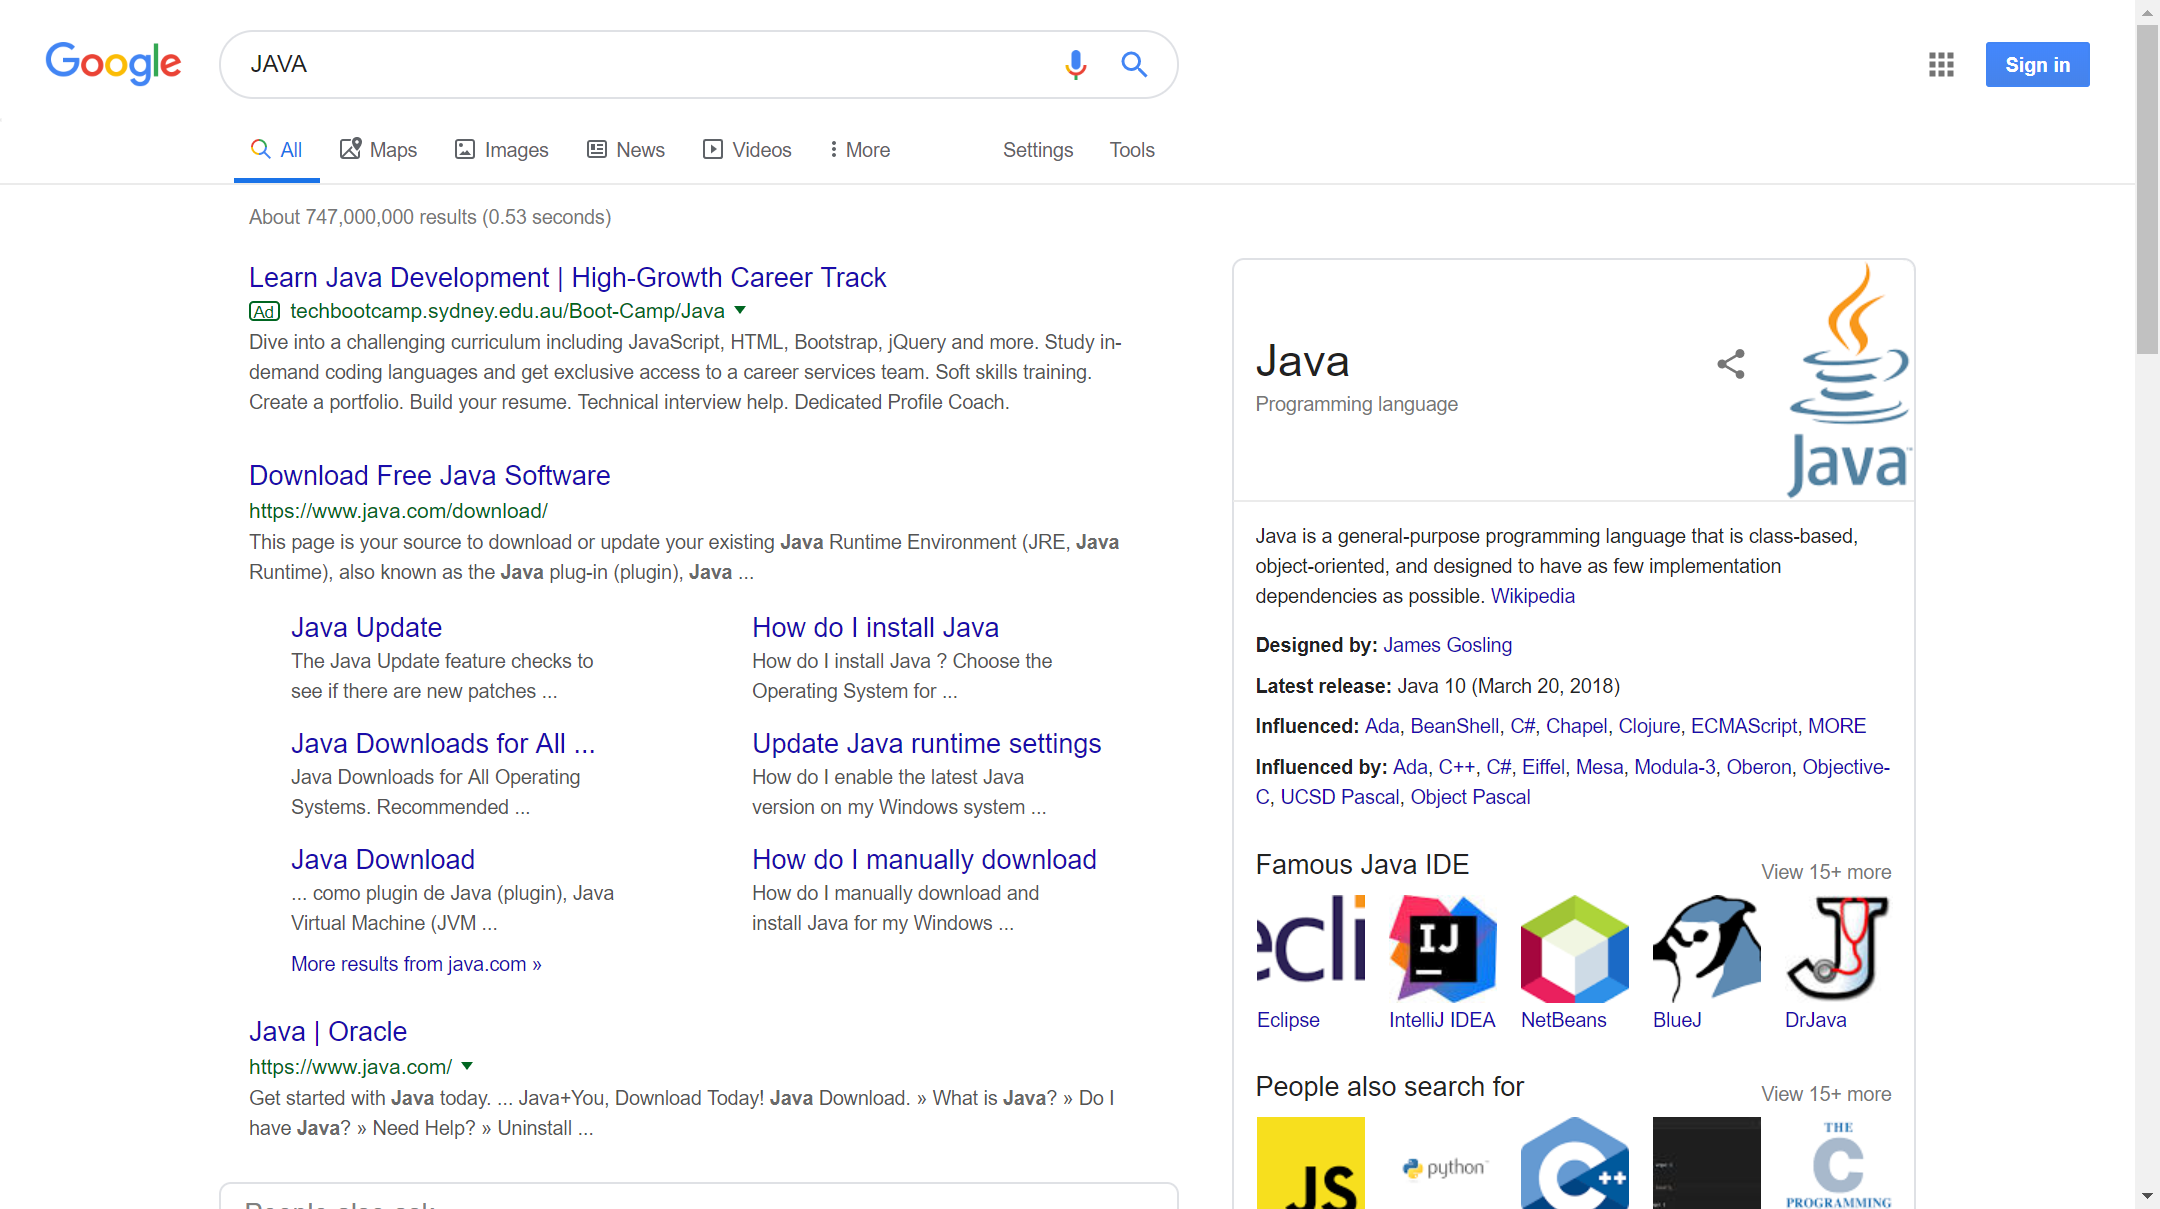 Google
JAVA
Sign in
All
Maps
Images
News
Videos
More
Settings
Tools
About 747,000,000 results (0.53 seconds)
Learn Java Development | High-Growth Career Track
Ad techbootcamp.sydney.edu.au/Boot-Camp/Java
Dive into a challenging curriculum including JavaScript, HTML, Bootstrap, jQuery and more. Study in-
demand coding languages and get exclusive access to a career services team. Soft skills training.
Create a portfolio. Build your resume. Technical interview help. Dedicated Profile Coach.
Download Free Java Software
https://www.java.com/download/
This page is your source to download or update your existing Java Runtime Environment (JRE, Java
Runtime), also known as the Java plug-in (plugin), Java ...
Java Update
The Java Update feature checks to
see if there are new patches ...
How do I install Java
How do I install Java ? Choose the
Operating System for ...
Java Downloads for All ...
Java Downloads for All Operating
Systems. Recommended ...
Update Java runtime settings
How do I enable the latest Java
version on my Windows system ...
Java Download
... como plugin de Java (plugin), Java
Virtual Machine (JVM ...
How do I manually download
How do I manually download and
install Java for my Windows ...
More results from java.com »
Java | Oracle
https://www.java.com/
Get started with Java today. ... Java+You, Download Today! Java Download. » What is Java? » Do I
have Java? » Need Help? » Uninstall ...
People also ask
Java
Programming language
Java
Java is a general-purpose programming language that is class-based,
object-oriented, and designed to have as few implementation
dependencies as possible. Wikipedia
Designed by: James Gosling
Latest release: Java 10 (March 20, 2018)
Influenced: Ada, BeanShell, C#, Chapel, Clojure, ECMAScript, MORE
Influenced by: Ada, C++, C#, Eiffel, Mesa, Modula-3, Oberon, Objective-
C, UCSD Pascal, Object Pascal
Famous Java IDE
View 15+ more
ecli
IJ
J
Eclipse
IntelliJ IDEA
NetBeans
BlueJ
DrJava
People also search for
View 15+ more
JS
python
C++
THE
C
PROGRAMMING